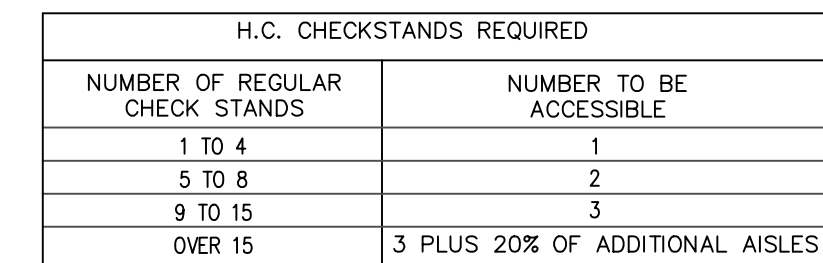 H.C. CHECKSTANDS REQUIRED
NUMBER OF REGULAR CHECK STANDS
NUMBER TO BE ACCESSIBLE
1 TO 4 1
5 TO 8 2
9 TO 15 3
OVER 15 3 PLUS 20% OF ADDITIONAL AISLES